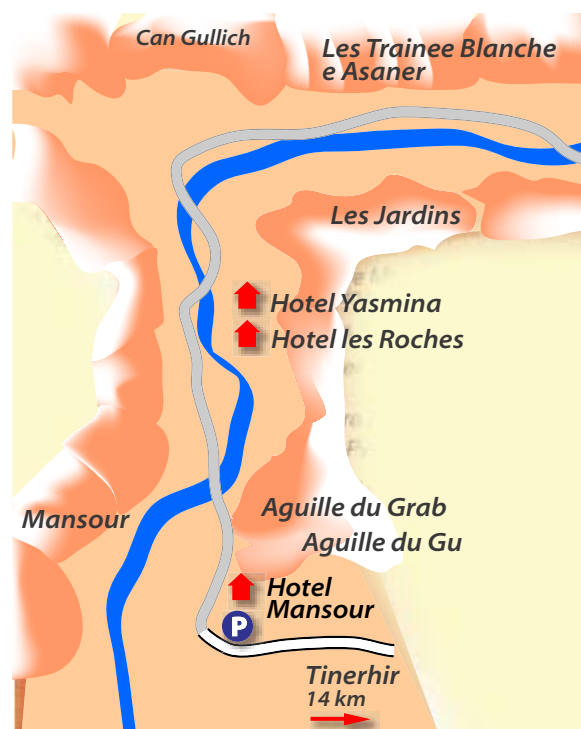 Can Gullich
Les Trainee Blanche
e Asaner
Les Jardins
Hotel Yasmina
Hotel les Roches
Aguille du Grab
Mansour
Aguille du Gu
Hotel
Mansour
P
Tinerhir
14 km